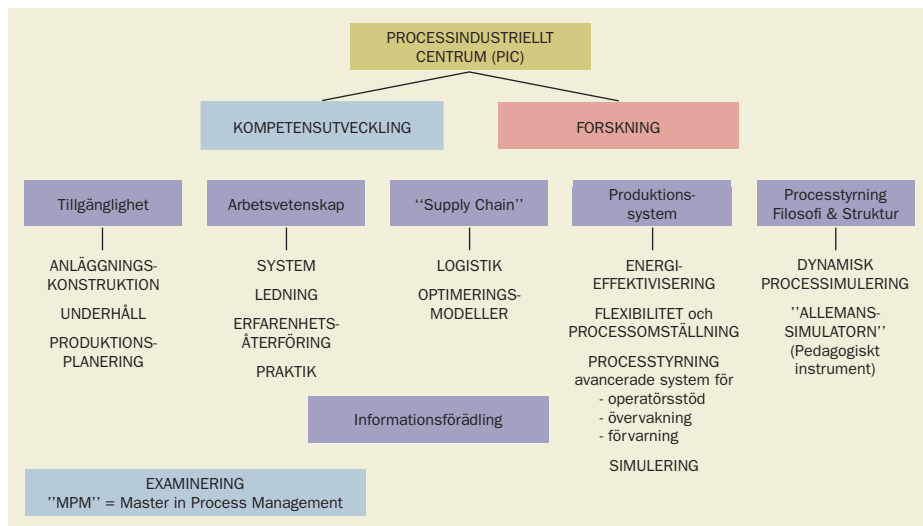 PROCESSINDUSTRIELLT
CENTRUM (PIC)
KOMPETENSUTVECKLING
FORSKNING
Tillgänglighet
ANLÄGGNINGS-
KONSTRUKTION
UNDERHÅLL
PRODUKTIONS-
PLANERING
Arbetsvetenskap
SYSTEM
LEDNING
ERFARENHETS-
ÅTERFÖRING
PRAKTIK
‘‘Supply Chain’’
LOGISTIK
OPTIMERINGS-
MODELLER
Produktions-
system
ENERGI-
EFFEKTIVISERING
FLEXIBILITET och
PROCESSOMSTÄLLNING
PROCESSTYRNING
avancerade system för
- operatörsstöd
- övervakning
- förvarning
SIMULERING
Processtyrning
Filosofi & Struktur
DYNAMISK
PROCESSIMULERING
’’ALLEMANS-
SIMULATORN’’
(Pedagogiskt
instrument)
Informationsförädling
EXAMINERING
’’MPM’’ = Master in Process Management